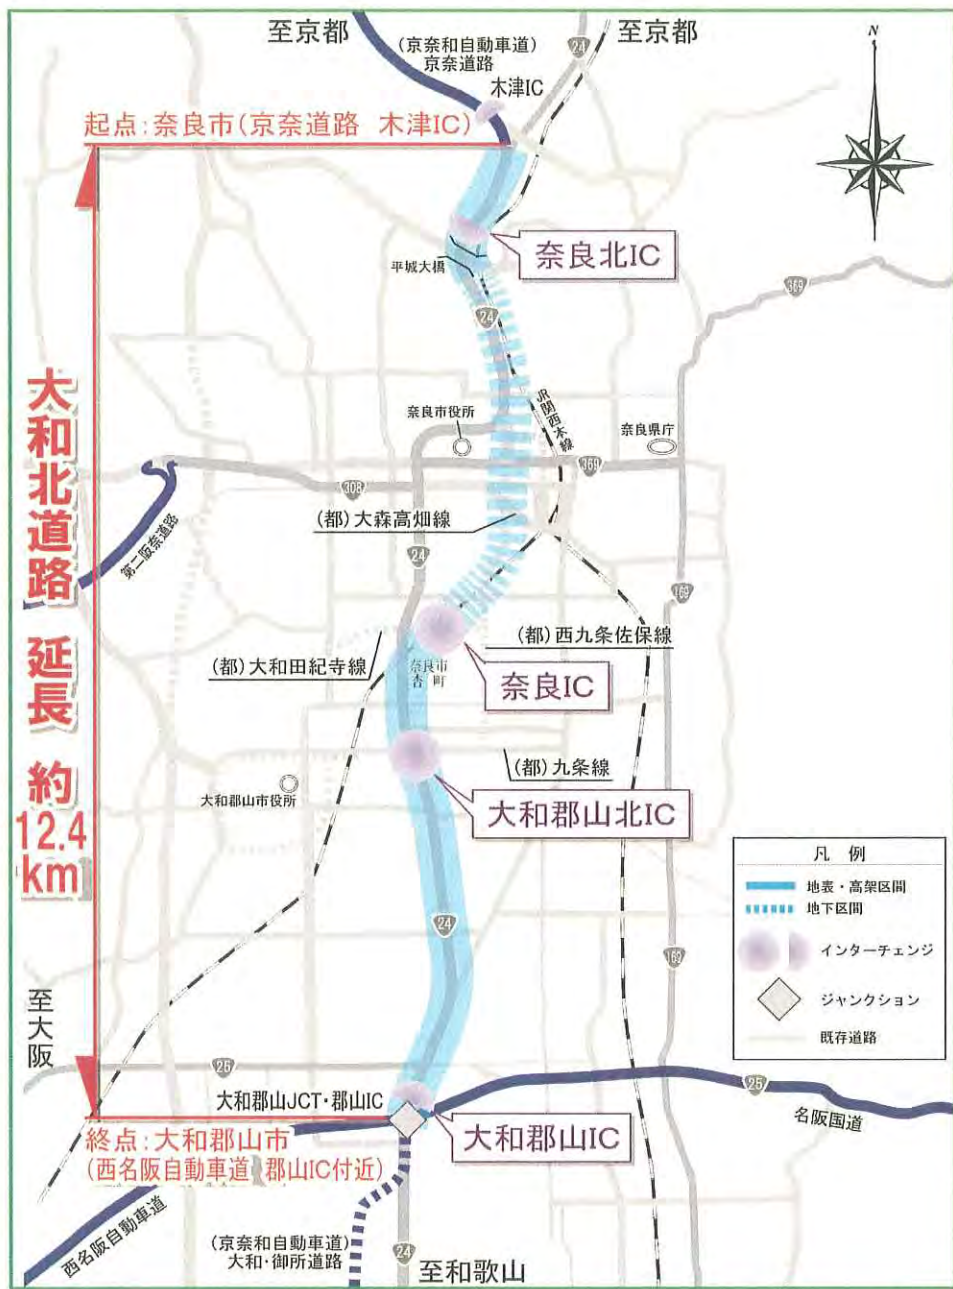 至京都
(京奈和自動車道)
京奈道路
24
至京都
N
木津IC
起点:奈良市(京奈道路 木津IC)
奈良北IC
平城大橋
369
24
JR関西本線
奈良市役所
奈良県庁
369
308
大和北道路 延長 約
12.4
km
(都)大森高畑線
第二阪奈道路
24
169
(都)西九条佐保線
(都)大和田紀寺線
奈良市
杏町
奈良IC
(都)九条線
大和郡山市役所
大和郡山北IC
凡 例
地表・高架区間
地下区間
インターチェンジ
ジャンクション
既存道路
24
169
至大阪
25
25
大和郡山JCT・郡山IC
名阪国道
終点:大和郡山市
(西名阪自動車道 郡山IC付近)
大和郡山IC
西名阪自動車道
(京奈和自動車道)
大和・御所道路
24
至和歌山